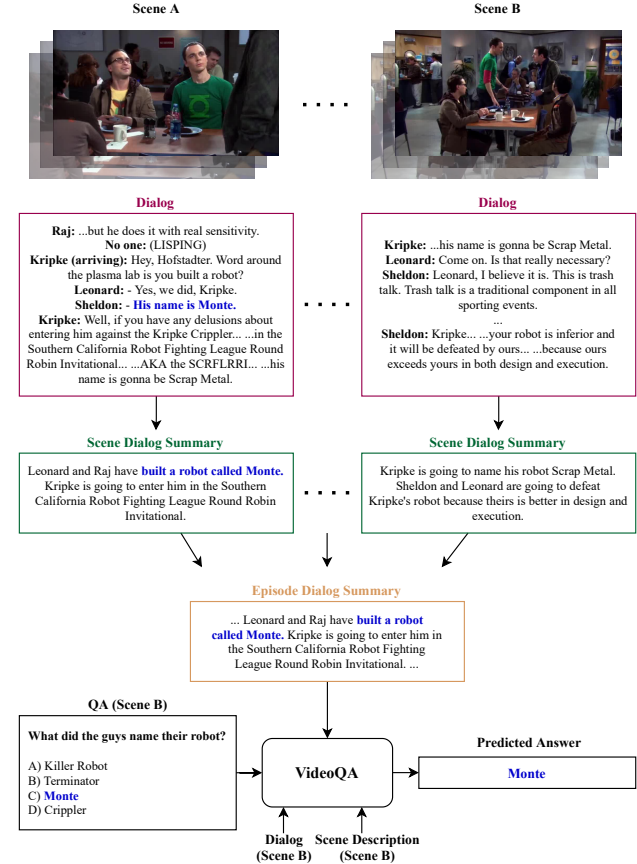 Scene A
Scene B
Dialog
Raj: ...but he does it with real sensitivity.
No one: (LISPING)
Kripke (arriving): Hey, Hofstadter. Word around
the plasma lab is you built a robot?
Leonard: - Yes, we did, Kripke.
Sheldon: - His name is Monte.
Kripke: Well, if you have any delusions about
entering him against the Kripke Crippler... ...in the
Southern California Robot Fighting League Round
Robin Invitational... ...AKA the SCRFLRRI... ...his
name is gonna be Scrap Metal.
Dialog
Kripke: ...his name is gonna be Scrap Metal.
Leonard: Come on. Is that really necessary?
Sheldon: Leonard, I believe it is. This is trash
talk. Trash talk is a traditional component in all
sporting events.
...
Sheldon: Kripke... ...your robot is inferior and
it will be defeated by ours... ...because ours
exceeds yours in both design and execution.
Scene Dialog Summary
Leonard and Raj have built a robot called Monte.
Kripke is going to enter him in the Southern
California Robot Fighting League Round Robin
Invitational.
Scene Dialog Summary
Kripke is going to name his robot Scrap Metal.
Sheldon and Leonard are going to defeat
Kripke's robot because theirs is better in design and
execution.
Episode Dialog Summary
... Leonard and Raj have built a robot
called Monte. Kripke is going to enter him in
the Southern California Robot Fighting
League Round Robin Invitational. ...
QA (Scene B)
What did the guys name their robot?
A) Killer Robot
B) Terminator
C) Monte
D) Crippler
VideoQA
Predicted Answer
Monte
Dialog
(Scene B)
Scene Description
(Scene B)